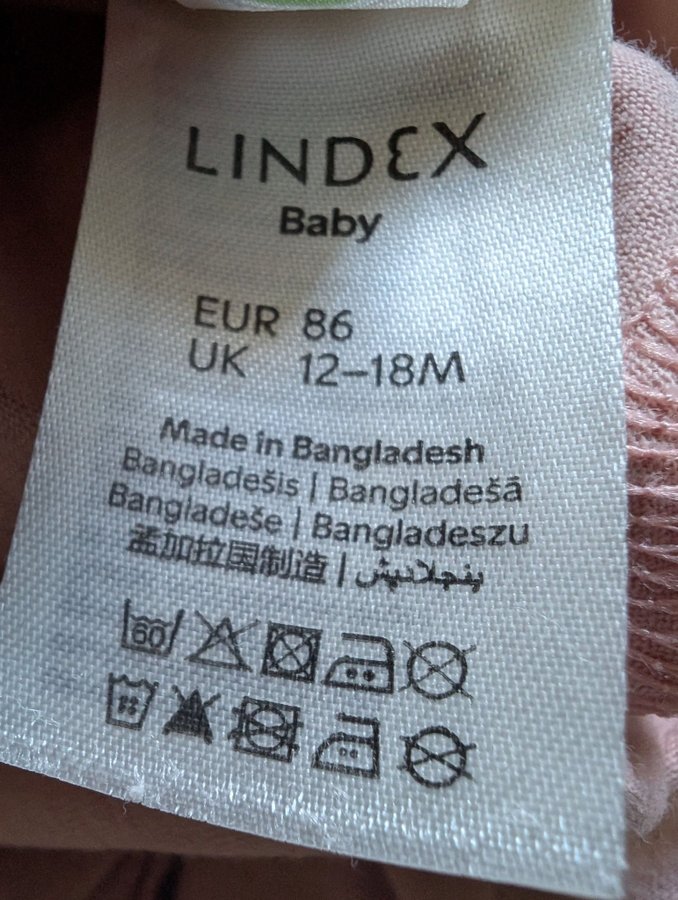 LINDEX
Baby
EUR 86
UK 12–18M
Made in Bangladesh
Bangladešis | Bangladešā
Bangladeše | Bangladeszu
孟加拉国制造 | بنجلاديش
60